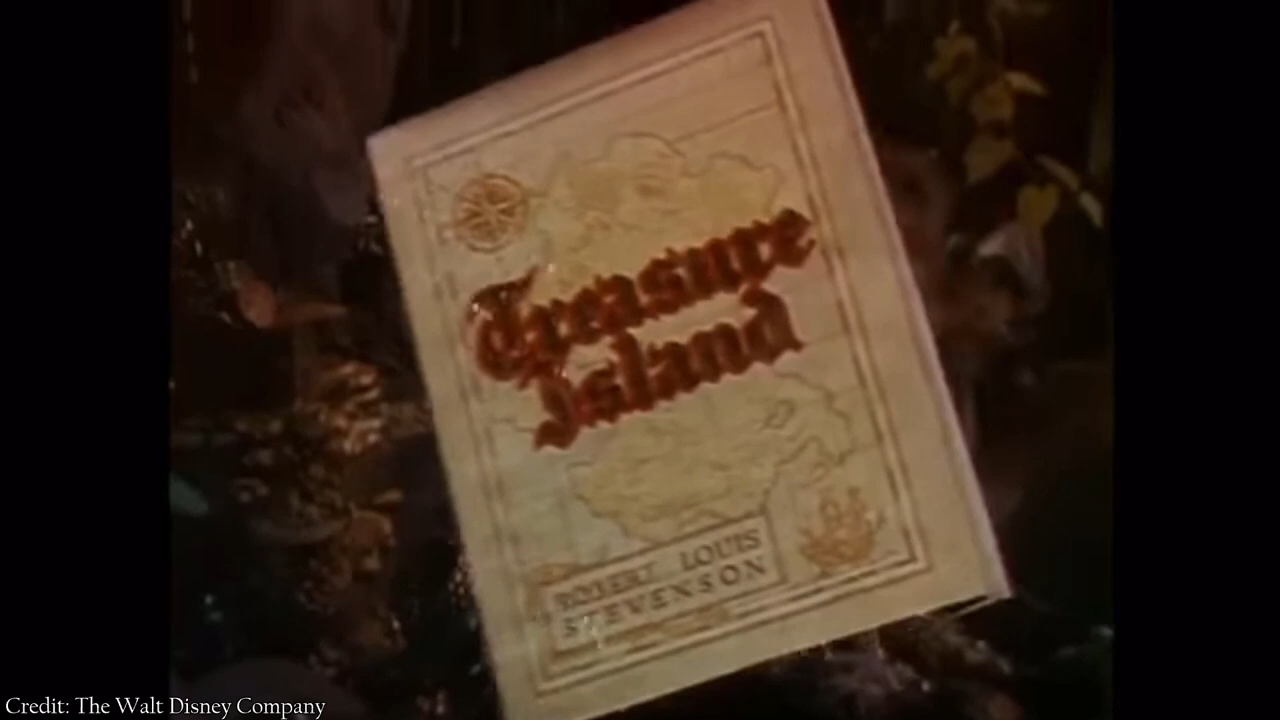 Treasure
Island
ROBERT LOUIS
STEVENSON
Credit: The Walt Disney Company